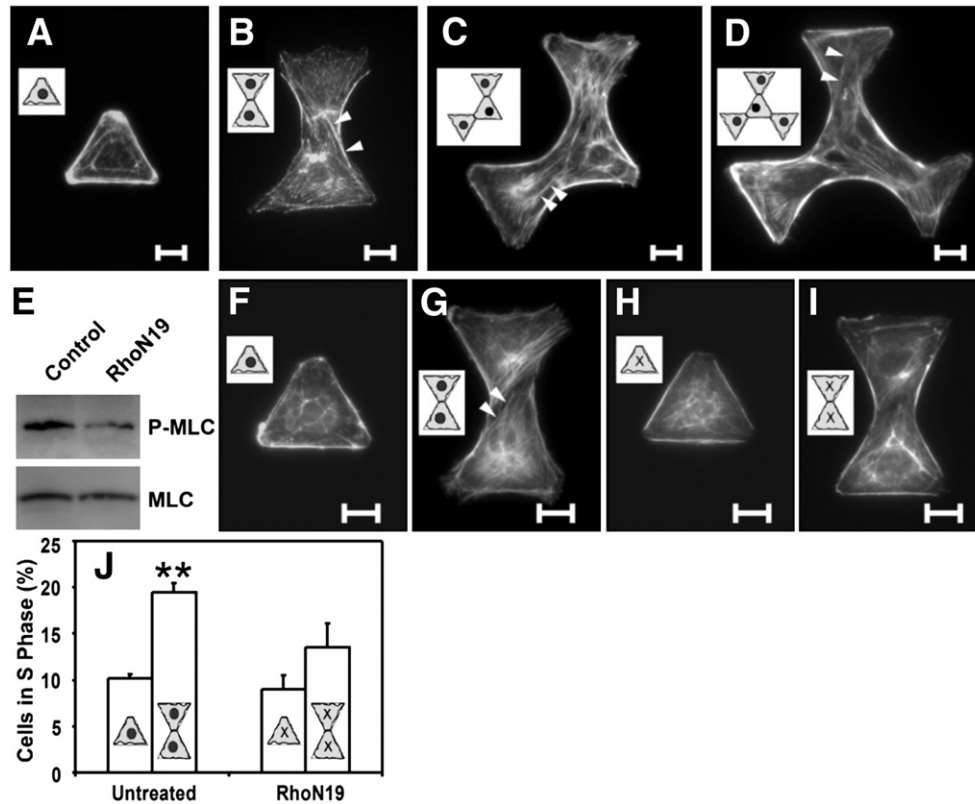 A
B
C
D
E
Control
RhoN19
P-MLC
MLC
F
G
H
x
I
x
x
J
**
Cells in S Phase (%)
25
20
15
10
5
0
x
x
x
Untreated
RhoN19